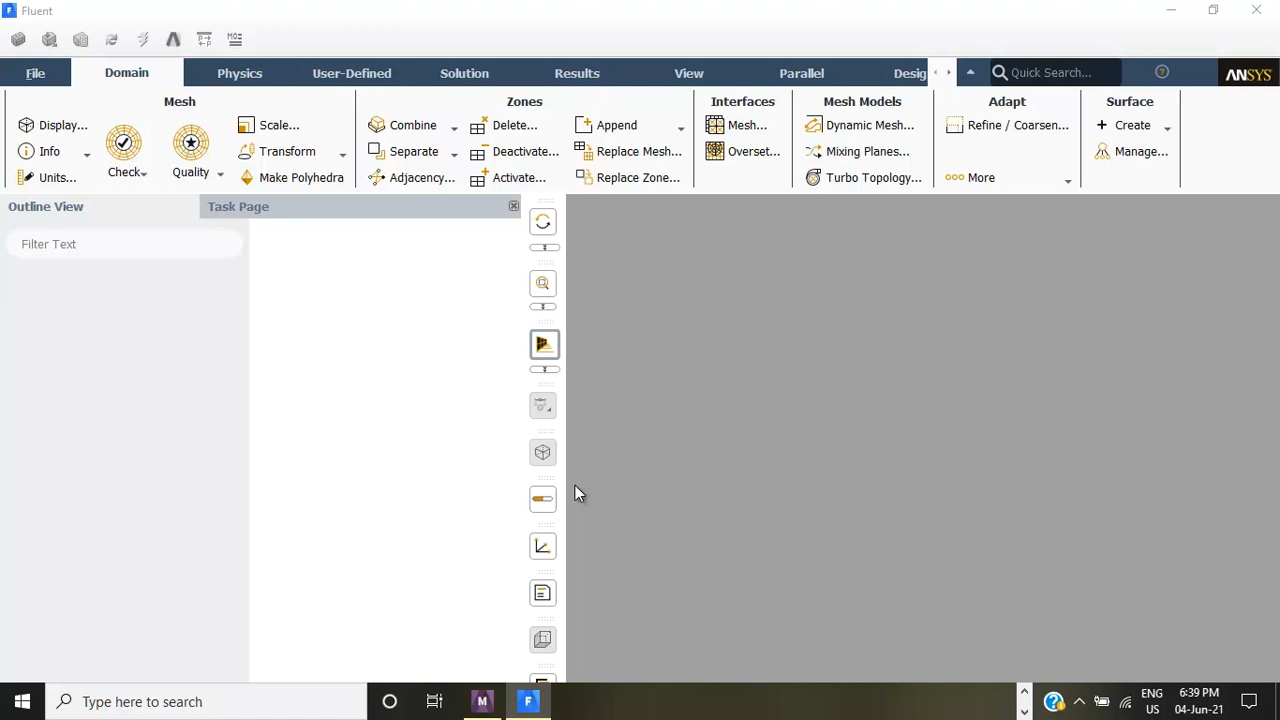 Fluent
File Domain Physics User-Defined Solution Results View Parallel Desig Quick Search... ANSYS
Mesh Zones Interfaces Mesh Models Adapt Surface
Display... Scale... Combine Delete... Append Mesh... Dynamic Mesh... Refine / Coarsen... Create
Info Transform Separate Deactivate... Replace Mesh... Overset... Mixing Planes... Manage...
Check Quality
Units... Make Polyhedra Adjacency... Activate... Replace Zone... Turbo Topology... More
Outline View Task Page
Filter Text
Type here to search
ENG 6:39 PM
US 04-Jun-21